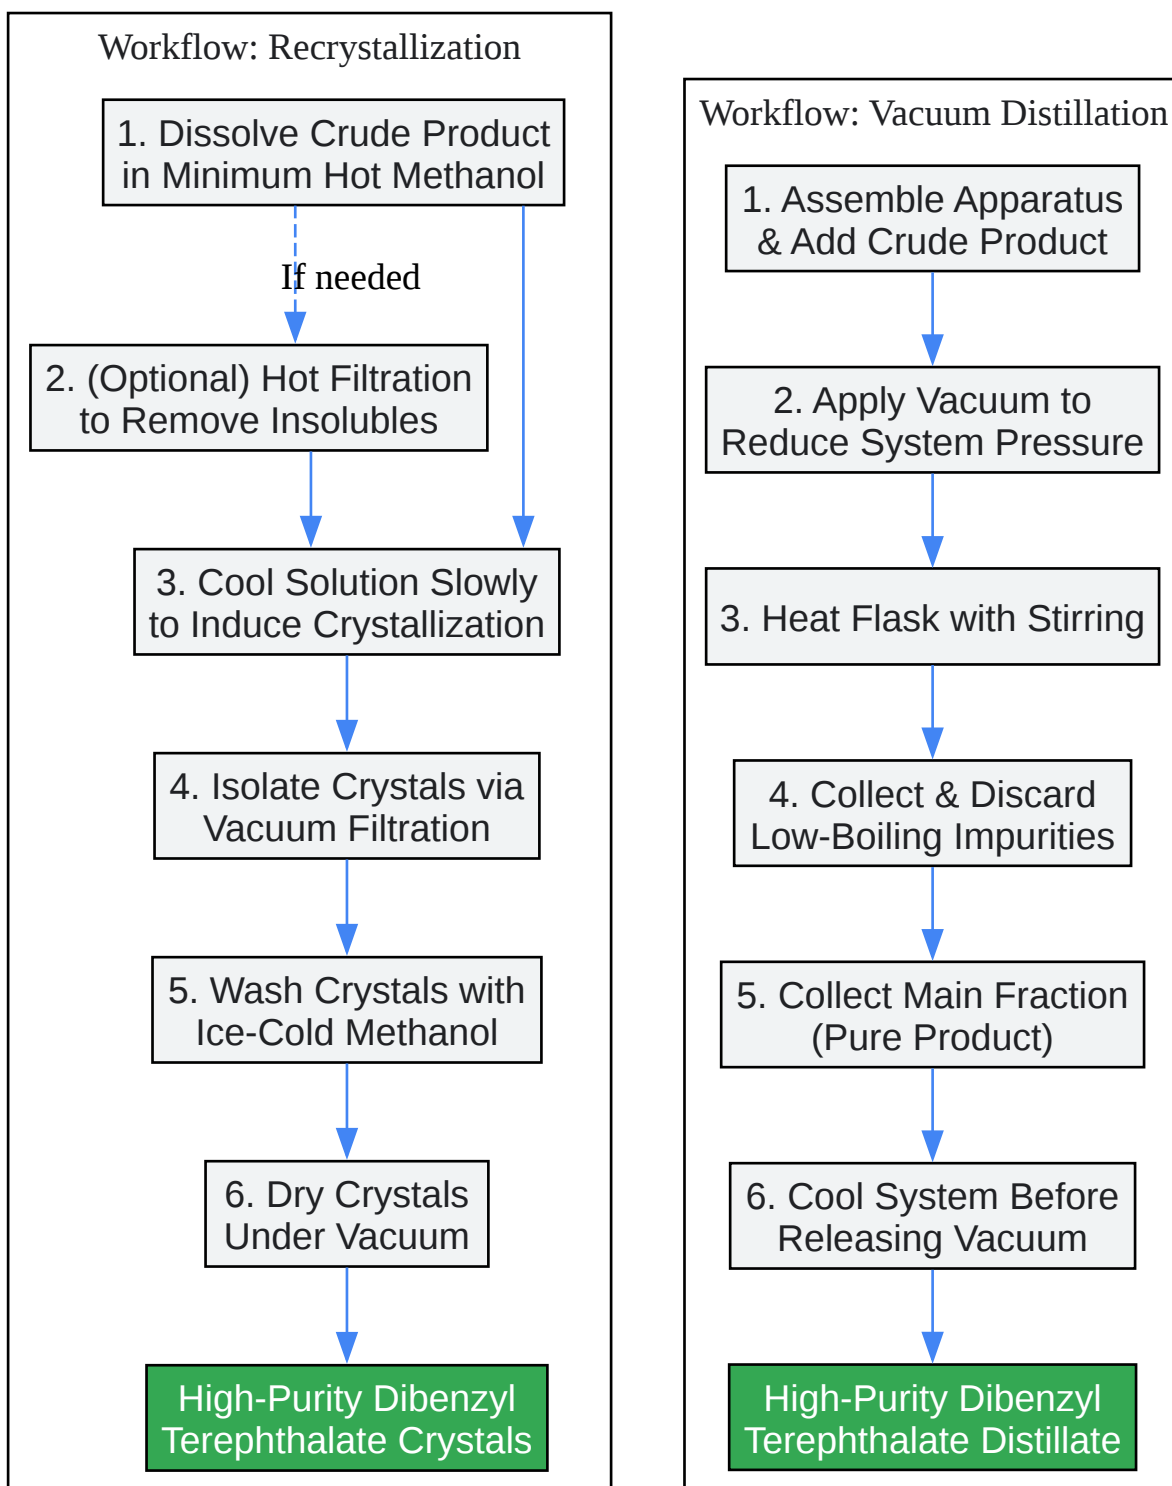 Workflow: Recrystallization
1. Dissolve Crude Product
in Minimum Hot Methanol
If needed
2. (Optional) Hot Filtration
to Remove Insolubles
3. Cool Solution Slowly
to Induce Crystallization
4. Isolate Crystals via
Vacuum Filtration
5. Wash Crystals with
Ice-Cold Methanol
6. Dry Crystals
Under Vacuum
High-Purity Dibenzyl
Terephthalate Crystals
Workflow: Vacuum Distillation
1. Assemble Apparatus
& Add Crude Product
2. Apply Vacuum to
Reduce System Pressure
3. Heat Flask with Stirring
4. Collect & Discard
Low-Boiling Impurities
5. Collect Main Fraction
(Pure Product)
6. Cool System Before
Releasing Vacuum
High-Purity Dibenzyl
Terephthalate Distillate